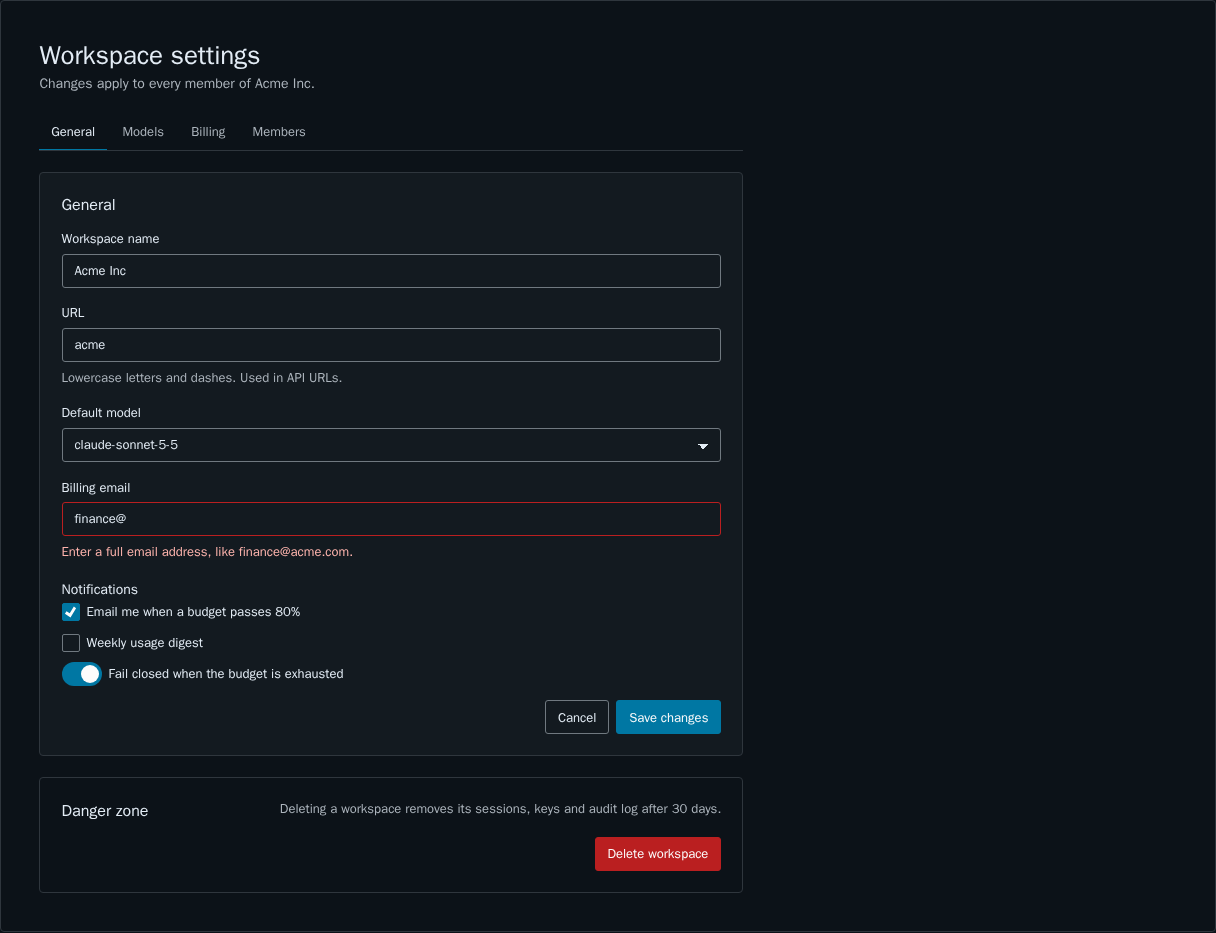 Workspace settings
Changes apply to every member of Acme Inc.
General Models Billing Members
General
Workspace name
Acme Inc
URL
acme
Lowercase letters and dashes. Used in API URLs.
Default model
claude-sonnet-5-5
Billing email
finance@
Enter a full email address, like finance@acme.com.
Notifications
Email me when a budget passes 80%
Weekly usage digest
Fail closed when the budget is exhausted
Cancel Save changes
Danger zone Deleting a workspace removes its sessions, keys and audit log after 30 days.
Delete workspace